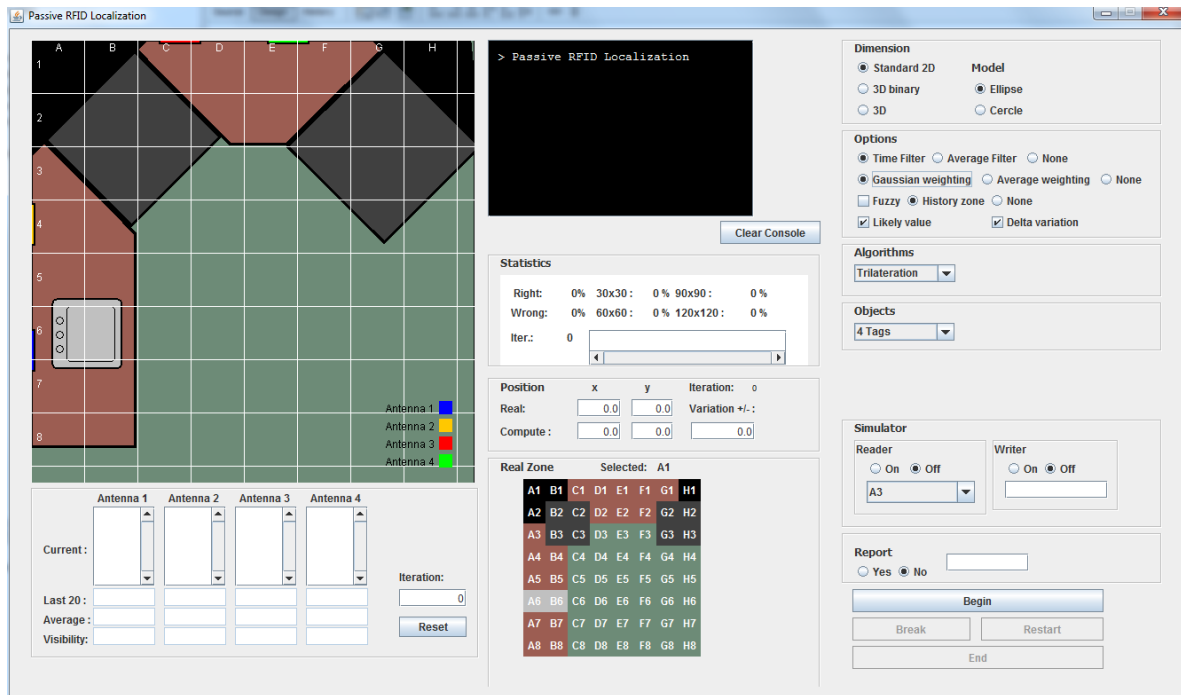 Passive RFID Localization
A B C D E F G H
1
2
3
4
5
6
7
8
Antenna 1
Antenna 2
Antenna 3
Antenna 4
Antenna 1 Antenna 2 Antenna 3 Antenna 4
Current :
Last 20 :
Average :
Visibility:
Iteration:
0
Reset
> Passive RFID Localization
Clear Console
Statistics
Right: 0% 30x30 : 0 % 90x90 : 0 %
Wrong: 0% 60x60 : 0 % 120x120 : 0 %
Iter.: 0
Position x y Iteration: 0
Real: 0.0 0.0 Variation +/- :
Compute : 0.0 0.0 0.0
Real Zone Selected: A1
A1 B1 C1 D1 E1 F1 G1 H1
A2 B2 C2 D2 E2 F2 G2 H2
A3 B3 C3 D3 E3 F3 G3 H3
A4 B4 C4 D4 E4 F4 G4 H4
A5 B5 C5 D5 E5 F5 G5 H5
A6 B6 C6 D6 E6 F6 G6 H6
A7 B7 C7 D7 E7 F7 G7 H7
A8 B8 C8 D8 E8 F8 G8 H8
Dimension
Standard 2D Model
3D binary Ellipse
3D Cercle
Options
Time Filter Average Filter None
Gaussian weighting Average weighting None
Fuzzy History zone None
Likely value Delta variation
Algorithms
Trilateration
Objects
4 Tags
Simulator
Reader Writer
On Off On Off
A3
Report
Yes No
Begin
Break Restart
End